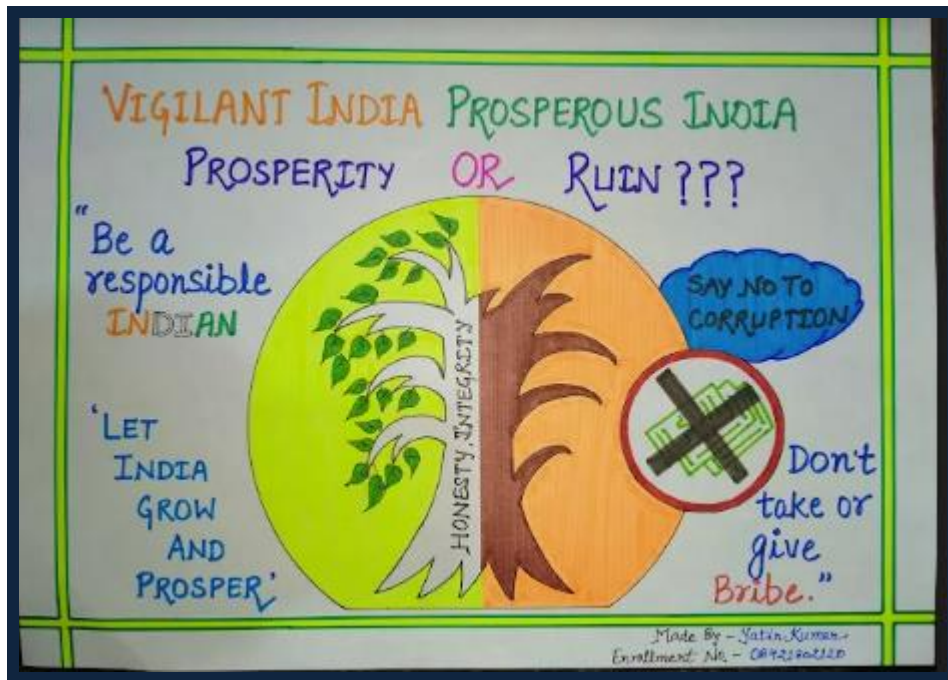 VIGILANT INDIA PROSPEROUS INDIA
PROSPERITY OR RUIN ???
"Be a
responsible
INDIAN
'LET
INDIA
GROW
AND
PROSPER'
HONESTY, INTEGRITY
SAY NO TO
CORRUPTION
Don't
take or
give
Bribe."
Made By - Yatin Kumar
Enrollment No. -